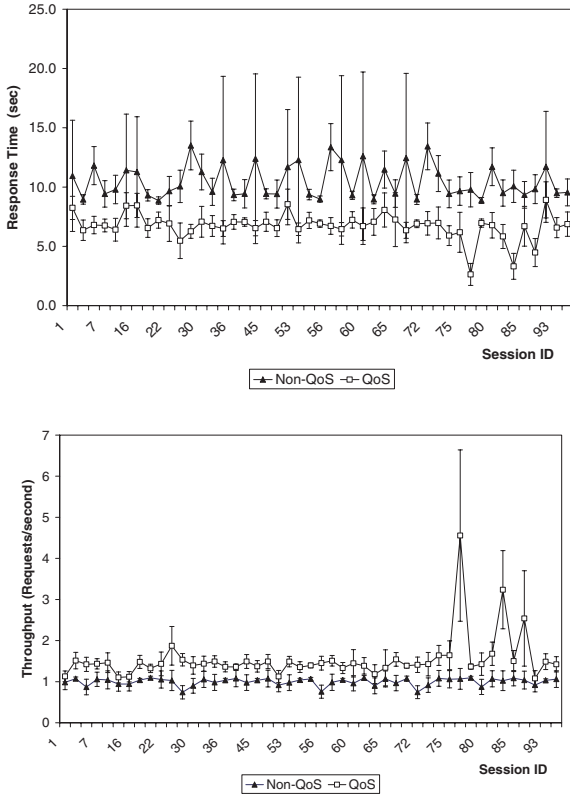 25.0
20.0
15.0
10.0
5.0
0.0
Response Time (sec)
1 7 16 22 30 36 45 53 56 62 65 72 75 80 85 93
Session ID
Non-QoS QoS
7
6
5
4
3
2
1
0
Throughput (Requests/second)
1 7 16 22 30 36 45 53 56 60 65 72 75 80 85 93
Session ID
Non-QoS QoS